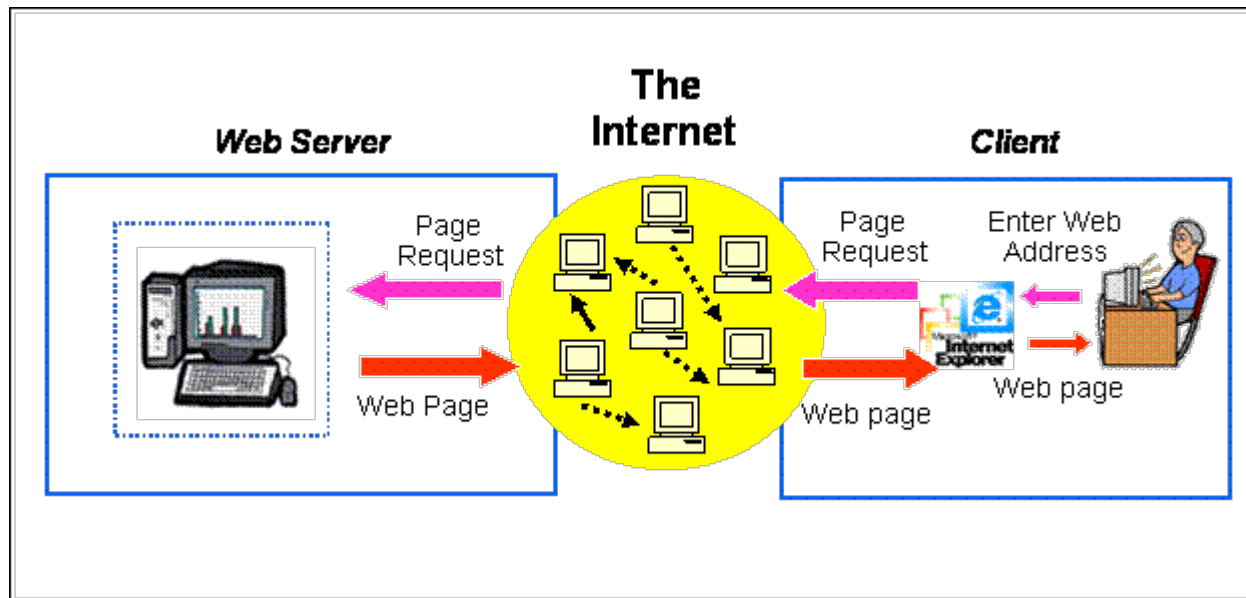 The
Internet
Web Server
Client
Page
Request
Page
Request
Enter Web
Address
Microsoft
Internet
Explorer
Web Page
Web page
Web page